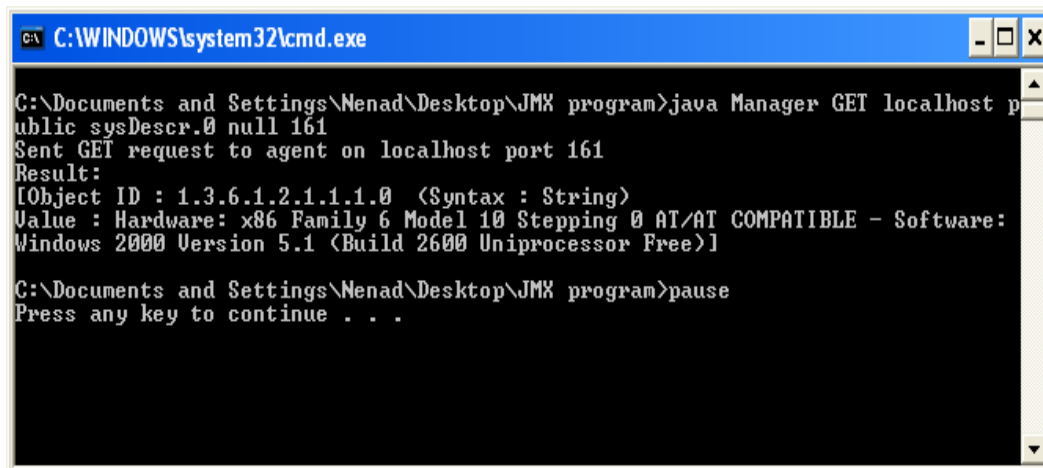 C:\WINDOWS\system32\cmd.exe
C:\Documents and Settings\Nenad\Desktop\JMX program>java Manager GET localhost p
ublic sysDescr.0 null 161
Sent GET request to agent on localhost port 161
Result:
[Object ID : 1.3.6.1.2.1.1.1.0  (Syntax : String)
Value : Hardware: x86 Family 6 Model 10 Stepping 0 AT/AT COMPATIBLE - Software:
Windows 2000 Version 5.1 (Build 2600 Uniprocessor Free)]
C:\Documents and Settings\Nenad\Desktop\JMX program>pause
Press any key to continue . . .